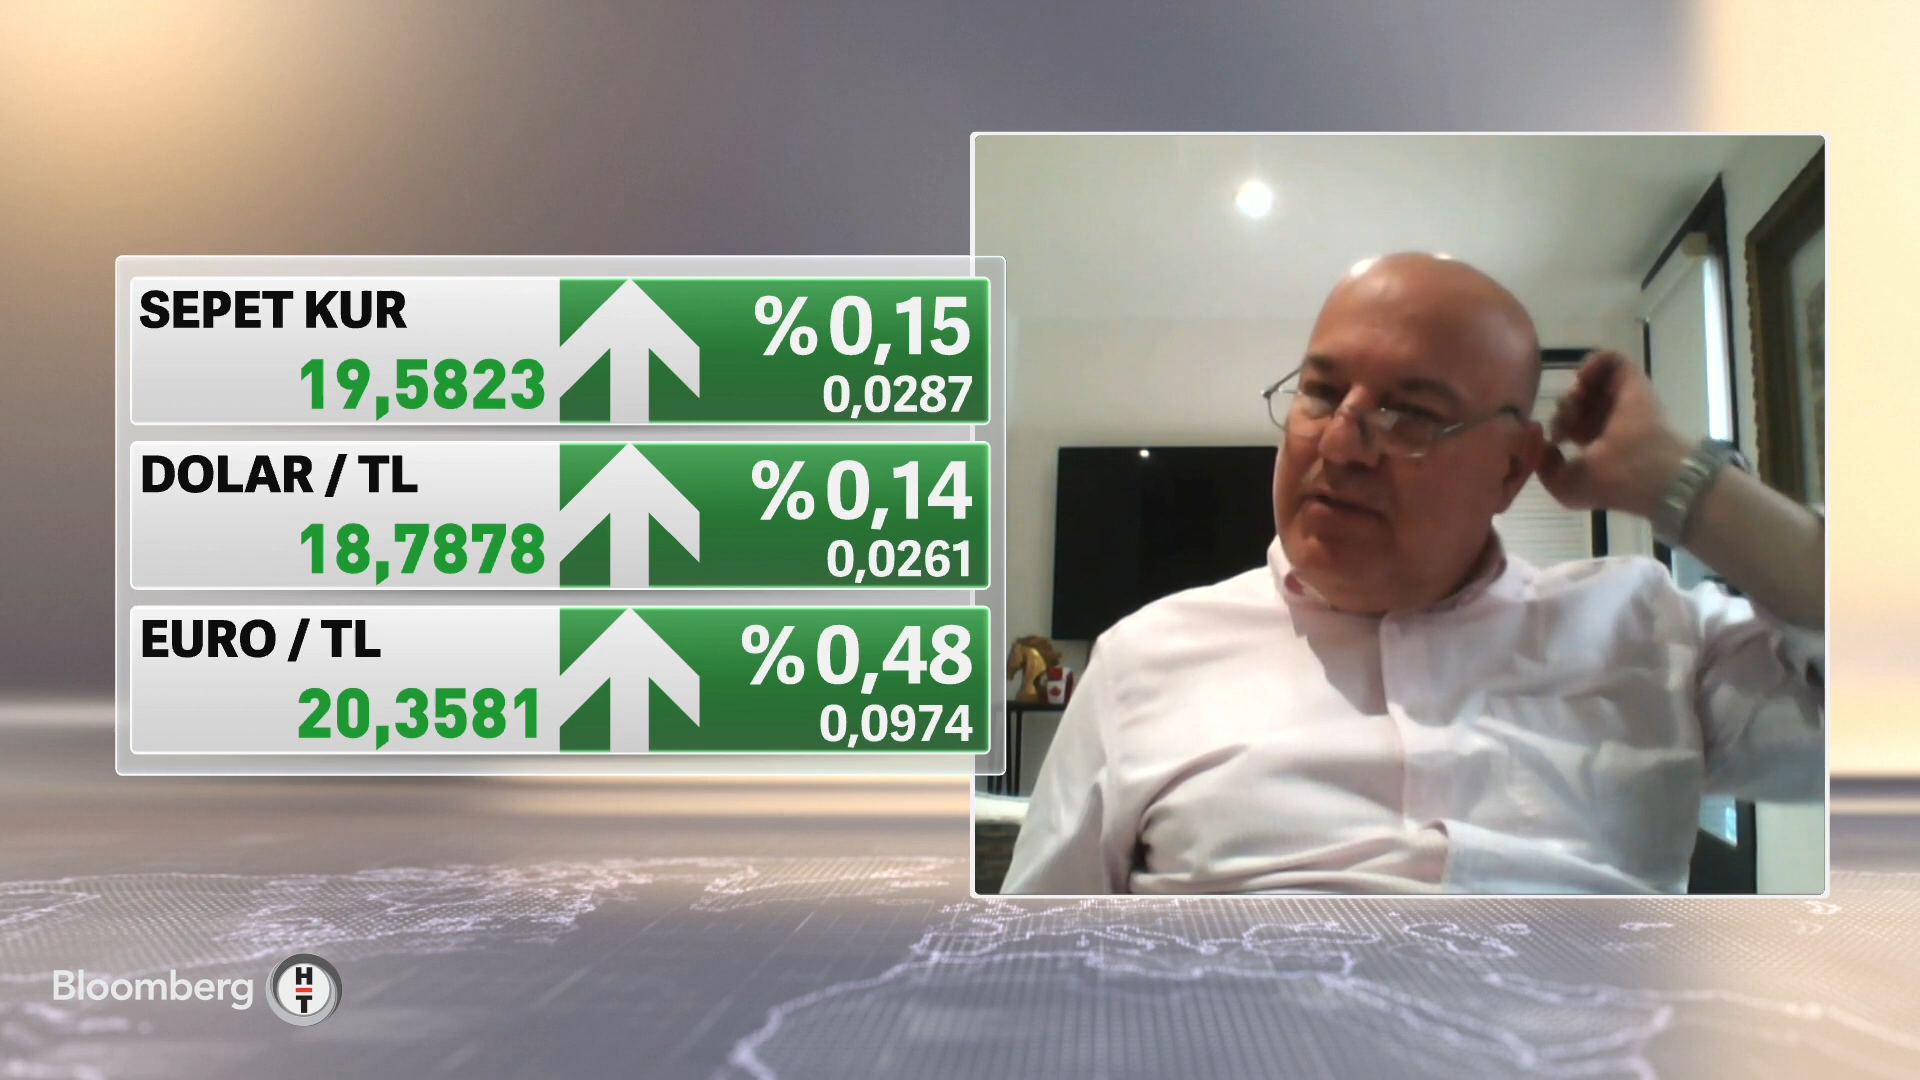 SEPET KUR
19,5823
%0,15
0,0287
DOLAR / TL
18,7878
%0,14
0,0261
EURO / TL
20,3581
%0,48
0,0974
Bloomberg HT